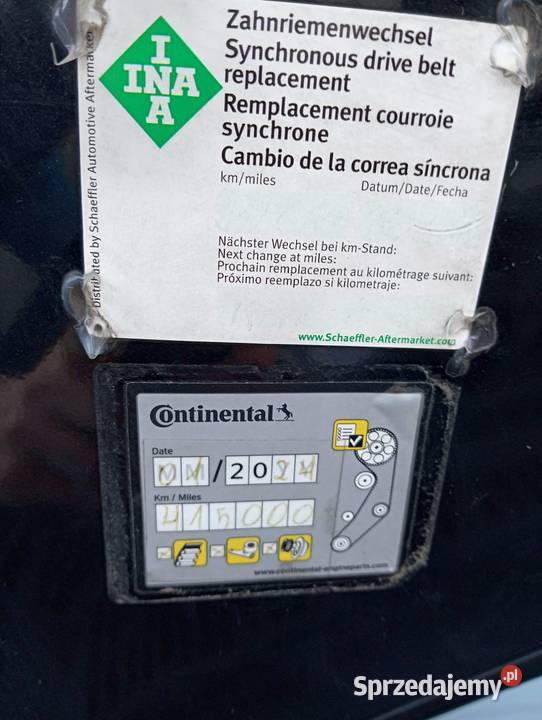 INA
INA
Zahnriemenwechsel
Synchronous drive belt
replacement
Remplacement courroie
synchrone
Cambio de la correa síncrona
km/miles
Datum/Date/Fecha
Nächster Wechsel bei km-Stand:
Next change at miles:
Prochain remplacement au kilométrage suivant:
Próximo reemplazo si kilometraje:
www.Schaeffler-Aftermarket.com
Distributed by Schaeffler Automotive Aftermarket
Continental
Date
/2024
Km / Miles
415000
www.continental-engineparts.com
Sprzedajemy.pl